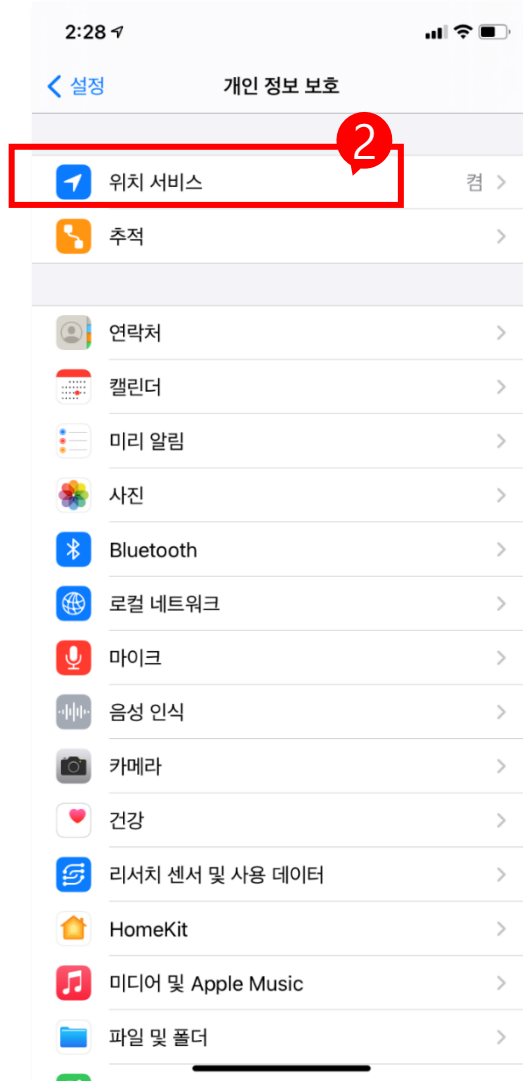 2:28
설정
개인 정보 보호
2
위치 서비스
켬
추적
연락처
캘린더
미리 알림
사진
Bluetooth
로컬 네트워크
마이크
음성 인식
카메라
건강
리서치 센서 및 사용 데이터
HomeKit
미디어 및 Apple Music
파일 및 폴더